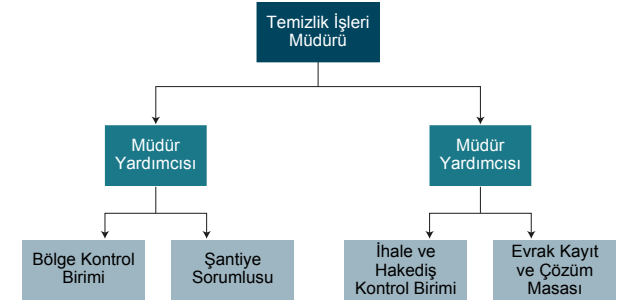 Temizlik İşleri
Müdürü
Müdür
Yardımcısı
Müdür
Yardımcısı
Bölge Kontrol
Birimi
Şantiye
Sorumlusu
İhale ve
Hakediş
Kontrol Birimi
Evrak Kayıt
ve Çözüm
Masası